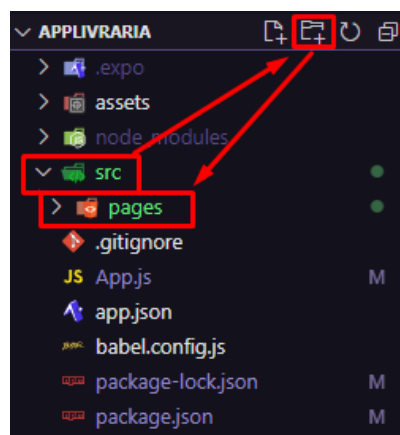 APPLIVRARIA
.expo
assets
node_modules
src
pages
.gitignore
JS App.js M
app.json
babel.config.js
package-lock.json M
package.json M